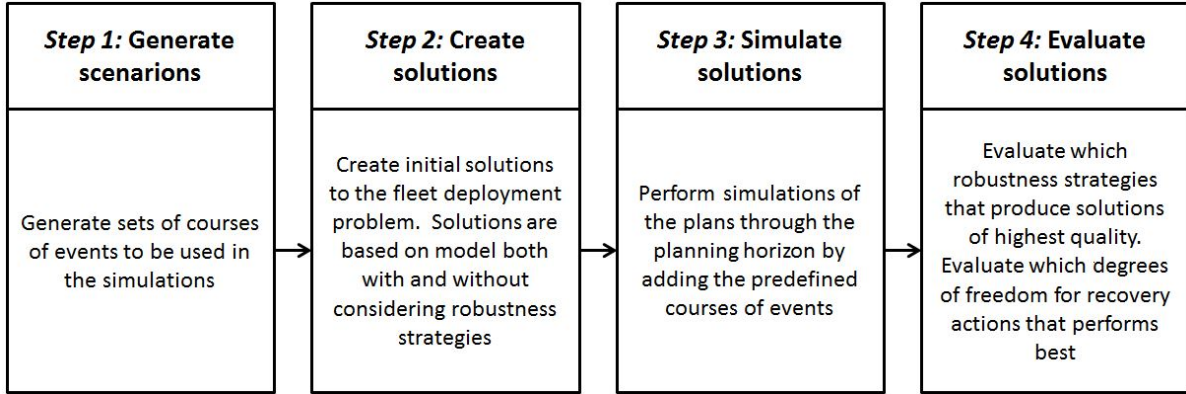 Step 1: Generate
scenarions
Generate sets of courses
of events to be used in
the simulations
Step 2: Create
solutions
Create initial solutions
to the fleet deployment
problem.  Solutions are
based on model both
with and without
considering robustness
strategies
Step 3: Simulate
solutions
Perform simulations of
the plans through the
planning horizon by
adding the predefined
courses of events
Step 4: Evaluate
solutions
Evaluate which
robustness strategies
that produce solutions
of highest quality.
Evaluate which degrees
of freedom for recovery
actions that performs
best